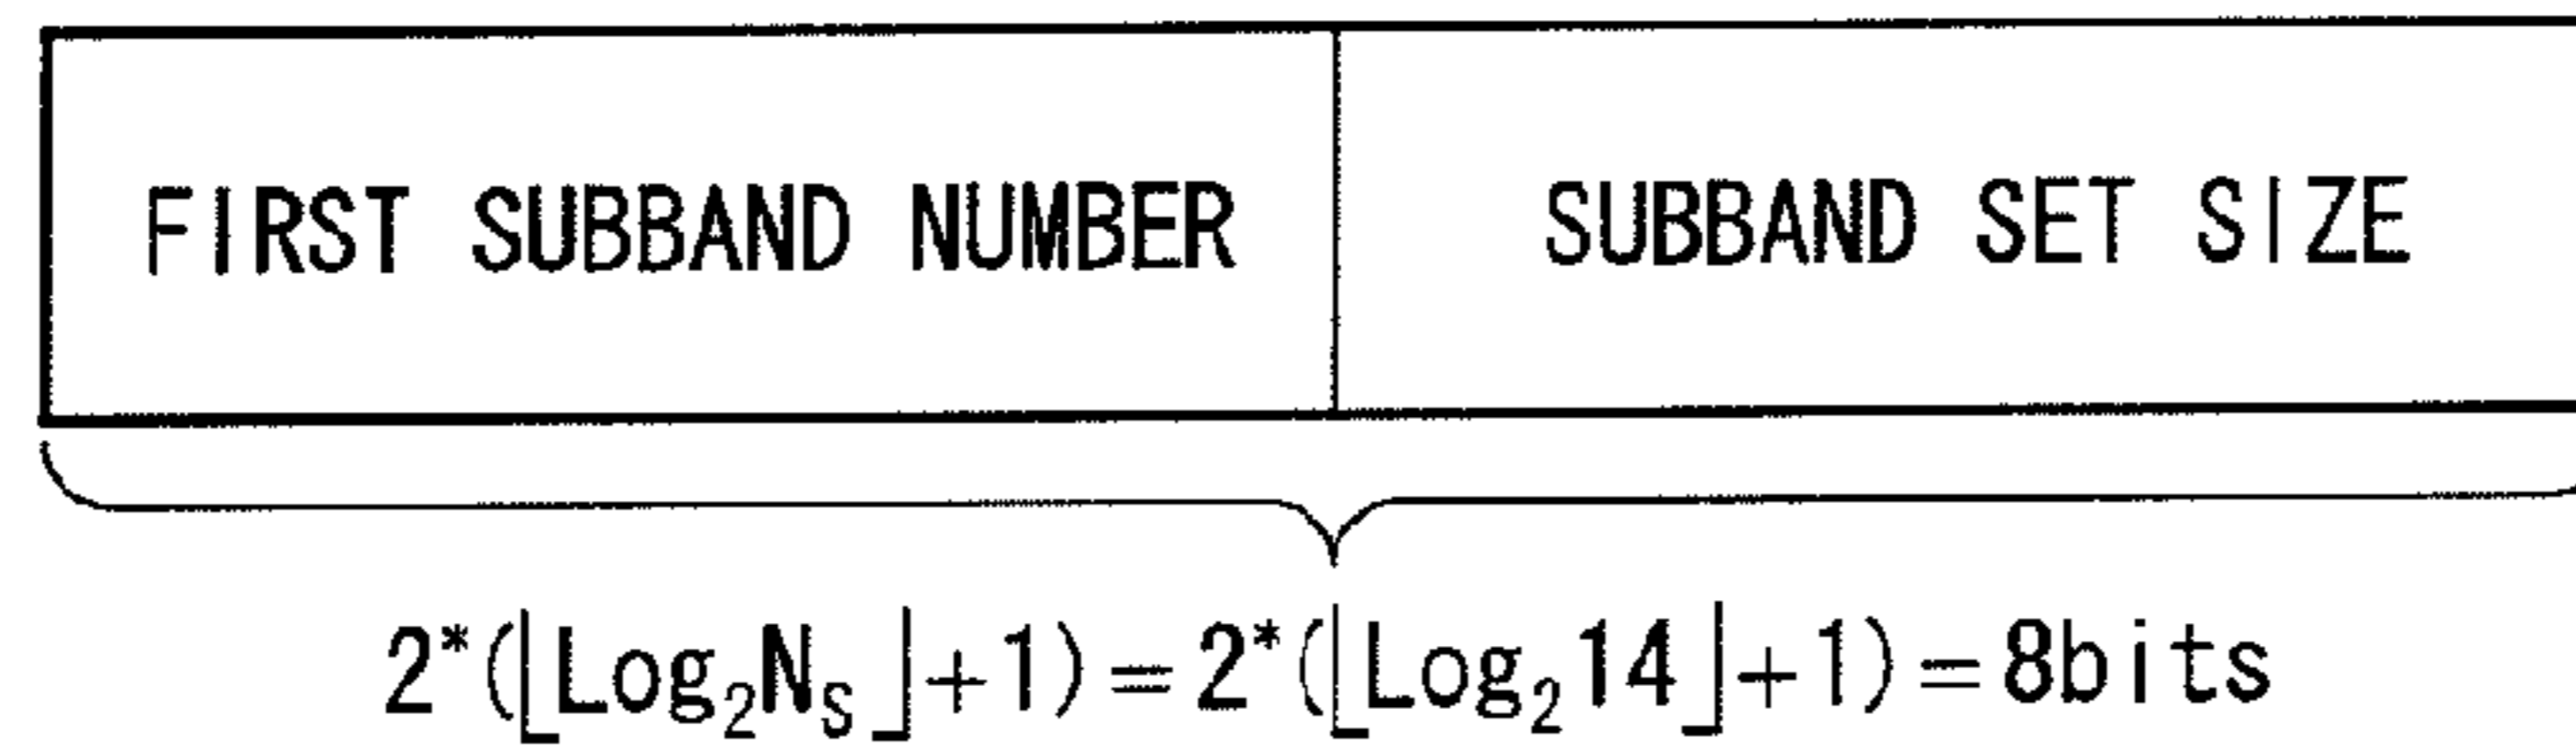 FIRST SUBBAND NUMBER SUBBAND SET SIZE
2*(⌊Log₂Nₛ⌋+1)=2*(⌊Log₂14⌋+1)=8bits